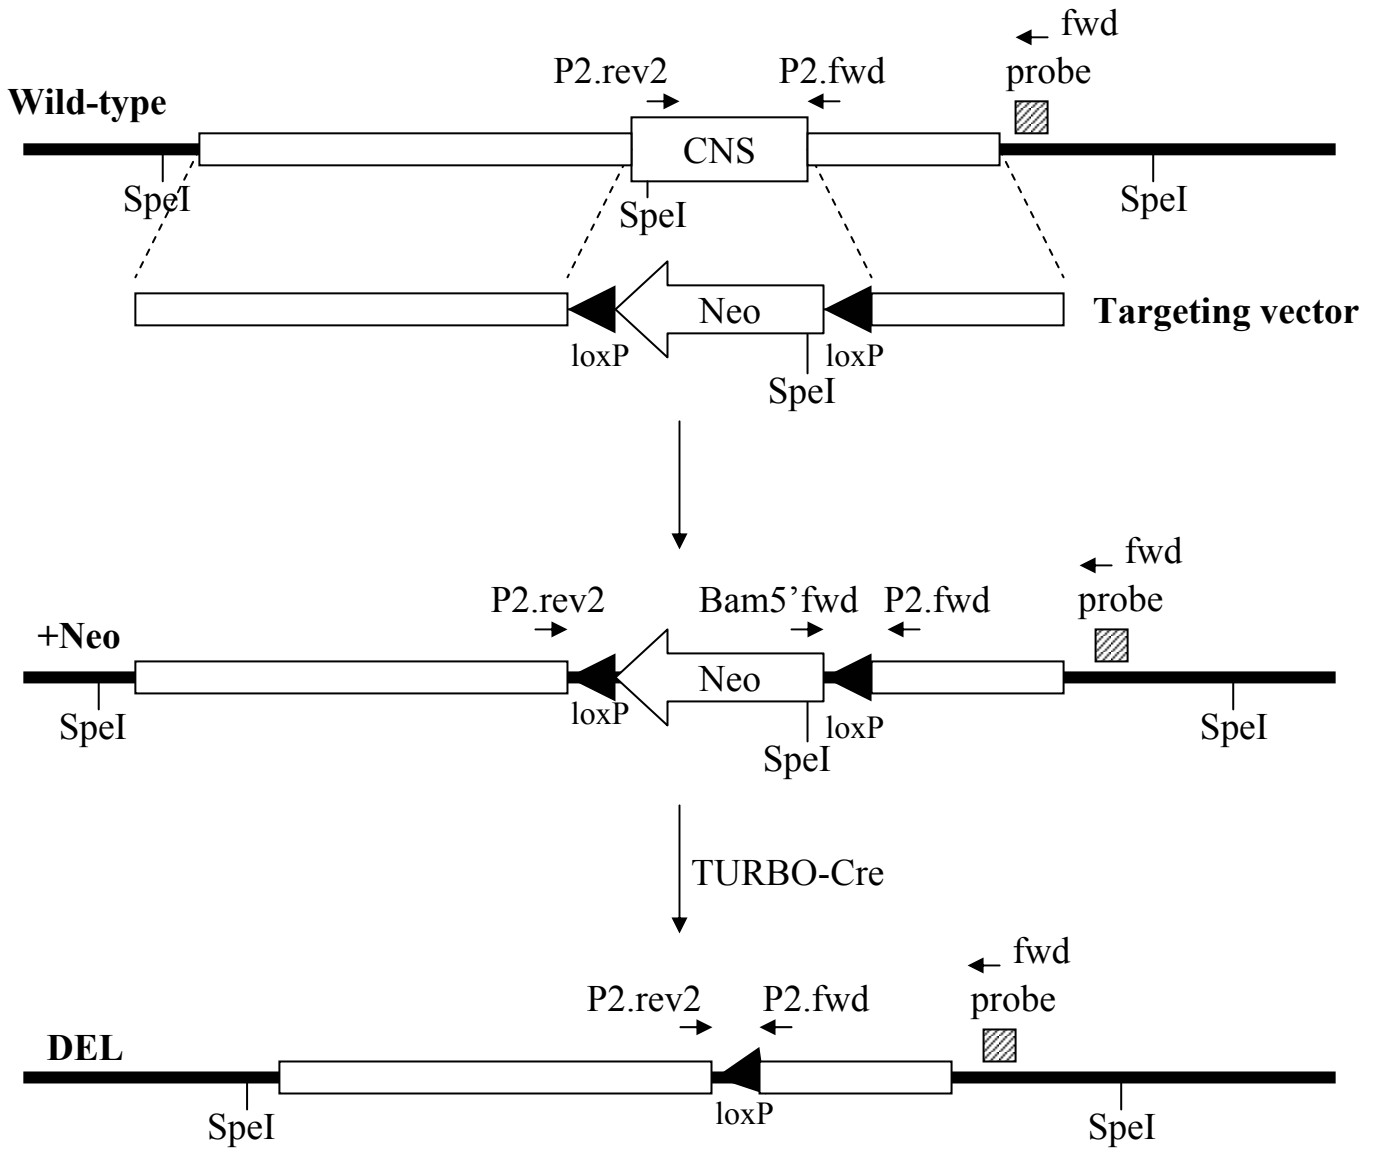 fwd
P2.rev2 P2.fwd probe
Wild-type
CNS
SpeI SpeI SpeI
Neo Targeting vector
loxP loxP
SpeI
fwd
P2.rev2 Bam5’fwd P2.fwd probe
+Neo
Neo
loxP loxP
SpeI SpeI SpeI
TURBO-Cre
fwd
P2.rev2 P2.fwd probe
DEL
loxP
SpeI SpeI